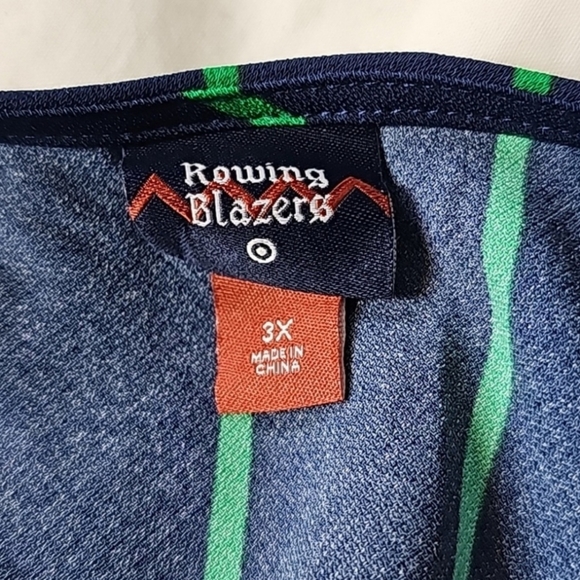 Rowing
Blazers
3X
MADE IN
CHINA